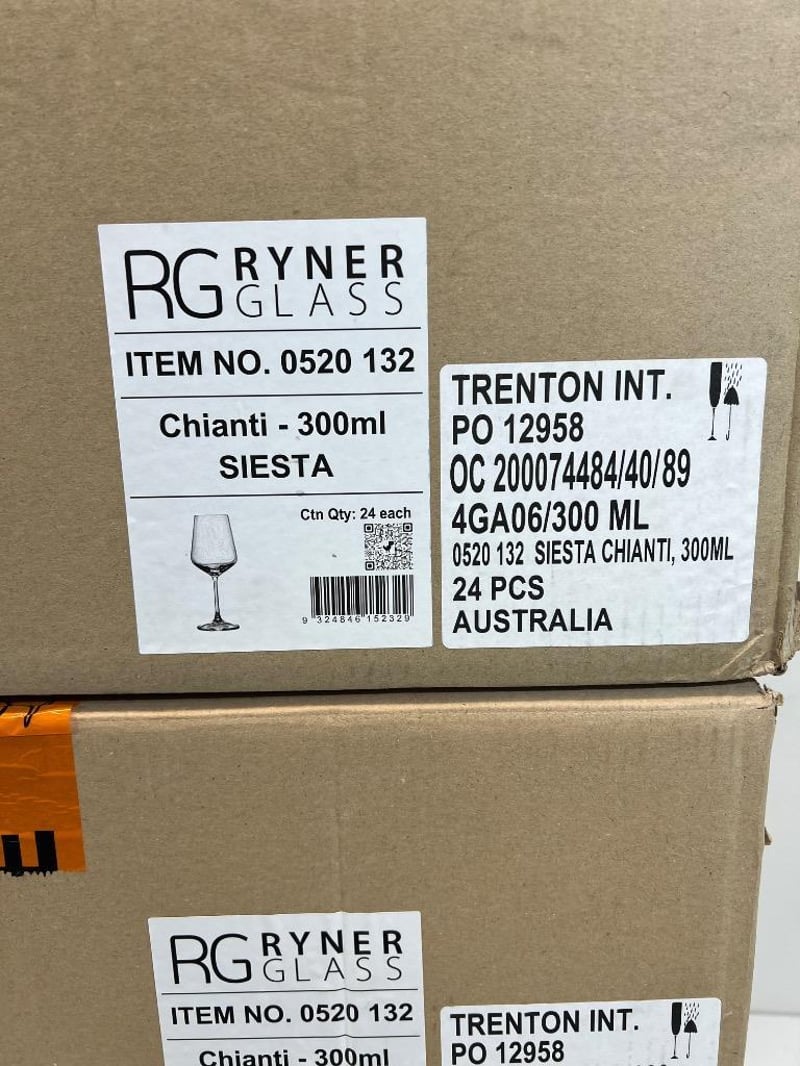 RG RYNER
GLASS
ITEM NO. 0520 132
Chianti - 300ml
SIESTA
Ctn Qty: 24 each
9 324846 152329
TRENTON INT.
PO 12958
OC 200074484/40/89
4GA06/300 ML
0520 132 SIESTA CHIANTI, 300ML
24 PCS
AUSTRALIA
RG RYNER
GLASS
ITEM NO. 0520 132
Chianti - 300ml
TRENTON INT.
PO 12958